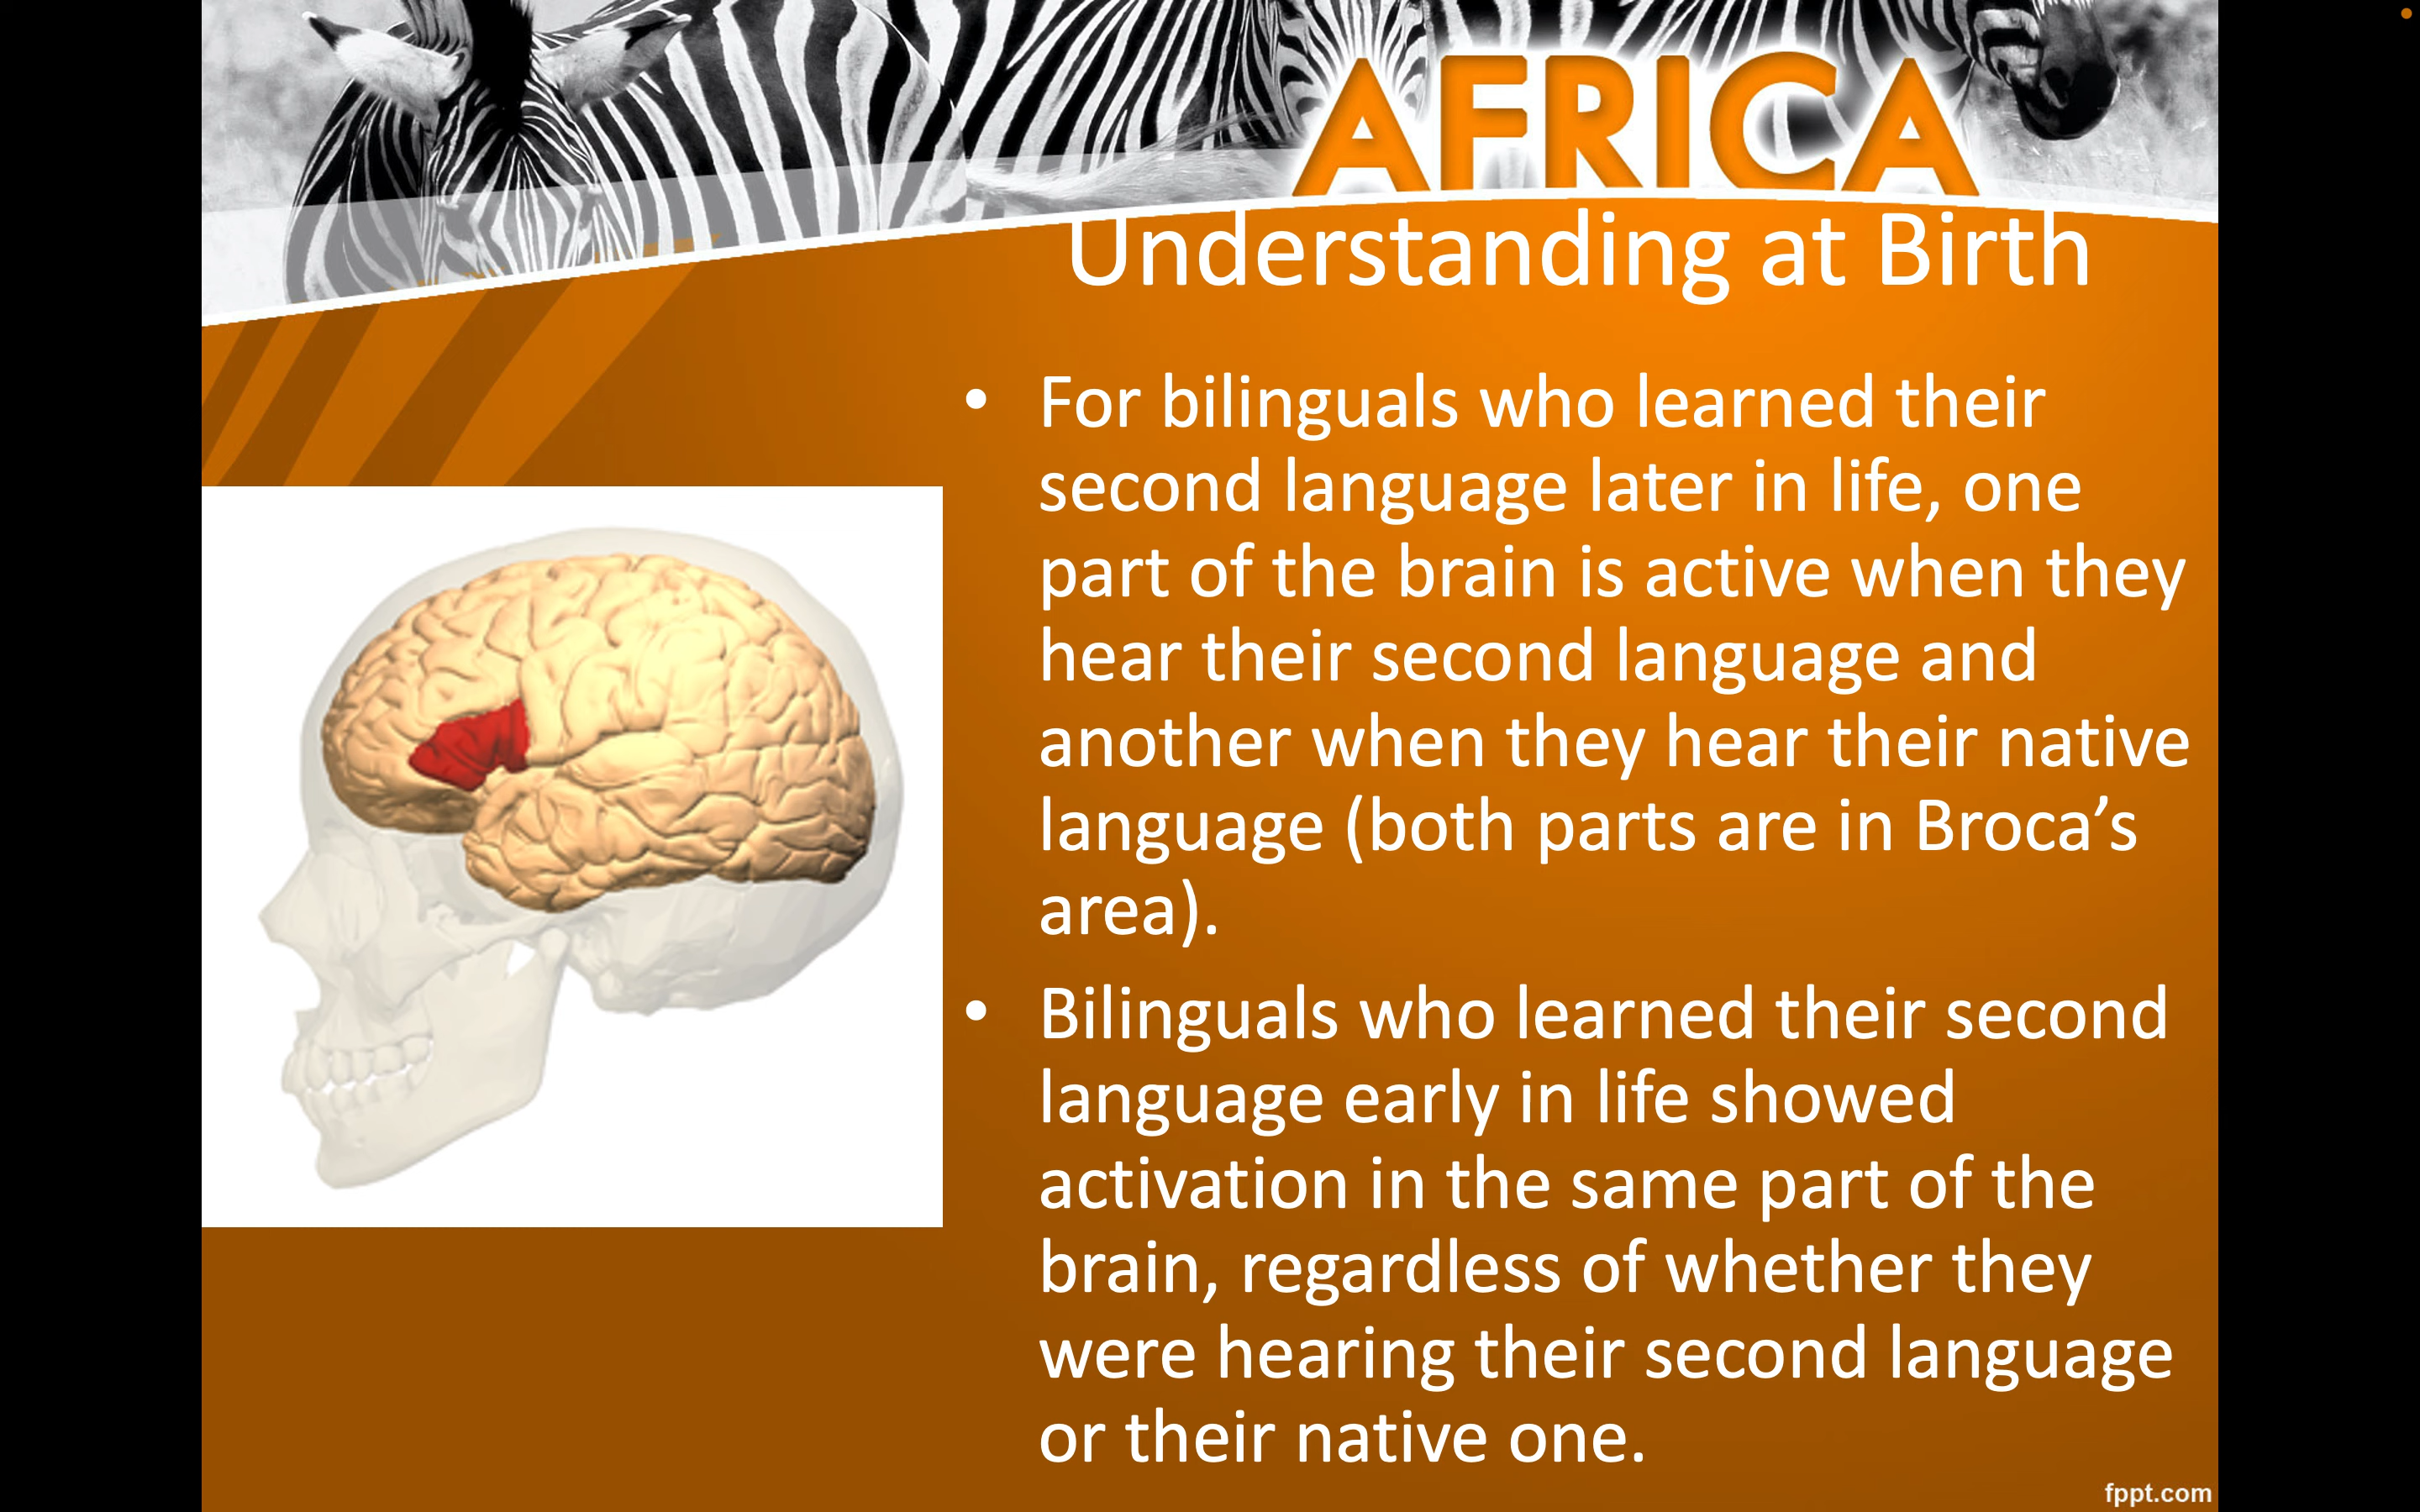 AFRICA
Understanding at Birth
• For bilinguals who learned their
second language later in life, one
part of the brain is active when they
hear their second language and
another when they hear their native
language (both parts are in Broca’s
area).
• Bilinguals who learned their second
language early in life showed
activation in the same part of the
brain, regardless of whether they
were hearing their second language
or their native one.
fppt.com